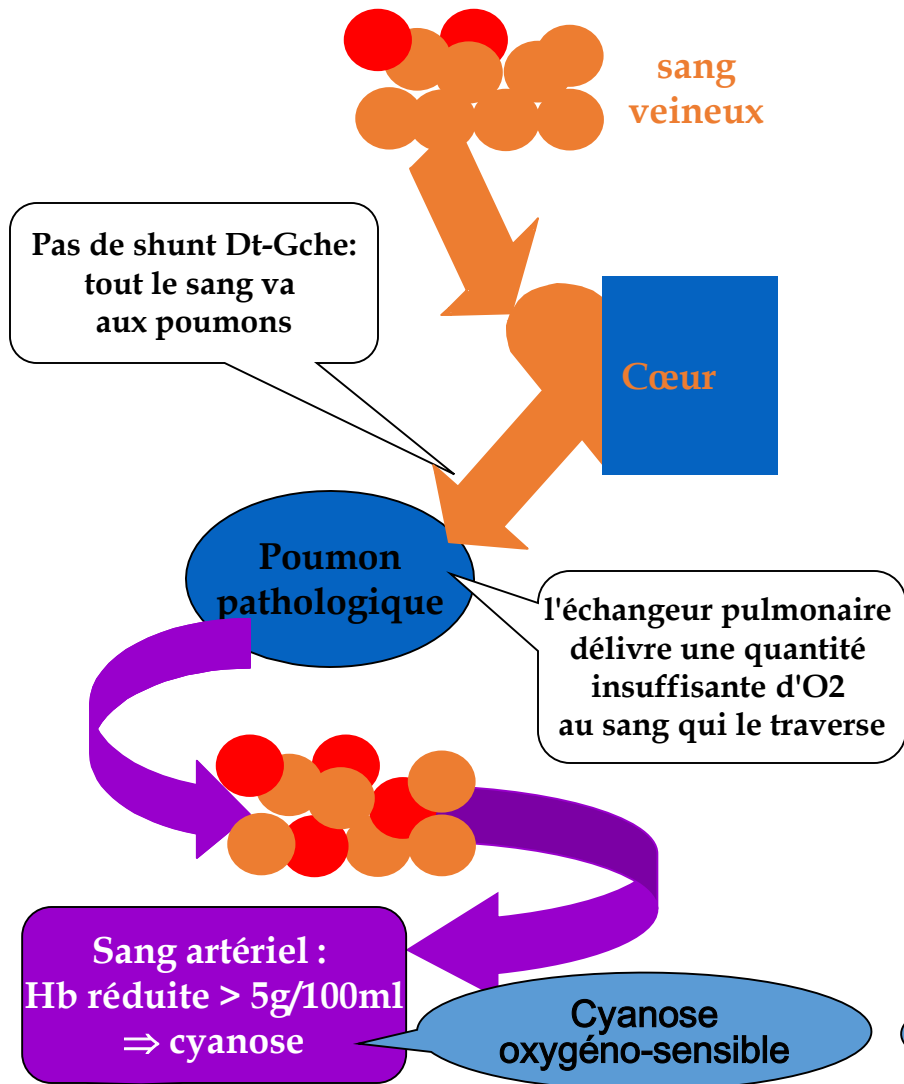 sang
veineux
Pas de shunt Dt-Gche:
tout le sang va
aux poumons
Cœur
Poumon
pathologique
l'échangeur pulmonaire
délivre une quantité
insuffisante d'O2
au sang qui le traverse
Sang artériel :
Hb réduite > 5g/100ml
⇒ cyanose
Cyanose
oxygéno-sensible